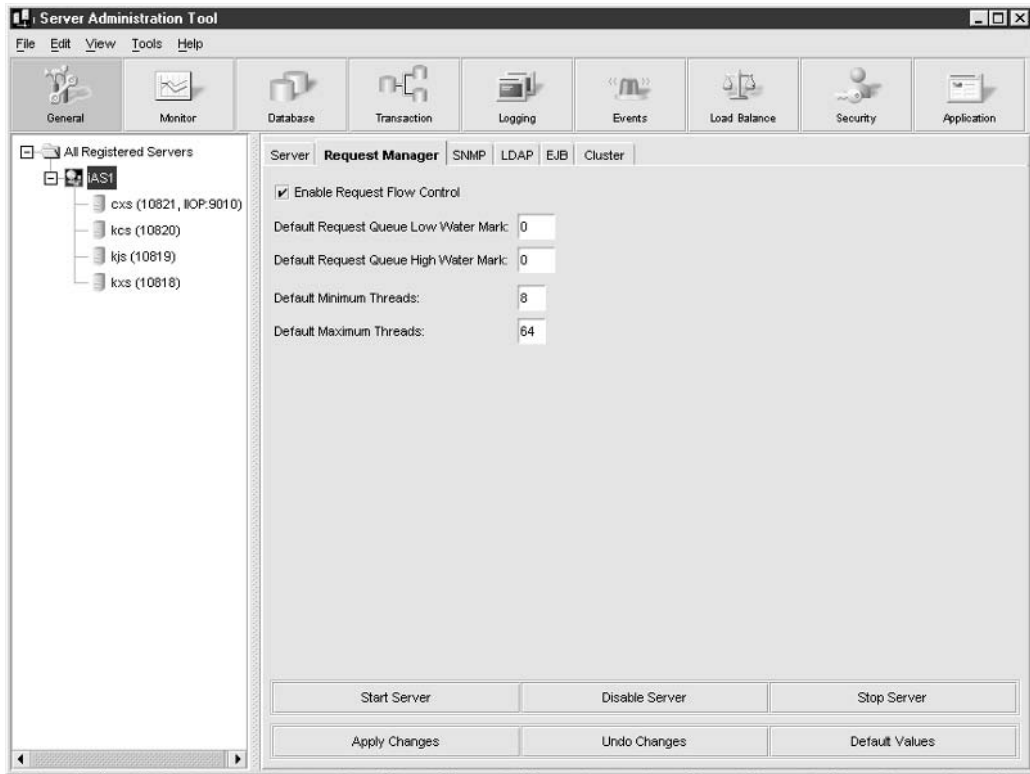 Server Administration Tool
File Edit View Tools Help
General Monitor Database Transaction Logging Events Load Balance Security Application
All Registered Servers
iAS1
cxs (10821, IIOP:9010)
kcs (10820)
kjs (10819)
kxs (10818)
Server Request Manager SNMP LDAP EJB Cluster
Enable Request Flow Control
Default Request Queue Low Water Mark: 0
Default Request Queue High Water Mark: 0
Default Minimum Threads: 8
Default Maximum Threads: 64
Start Server Disable Server Stop Server
Apply Changes Undo Changes Default Values